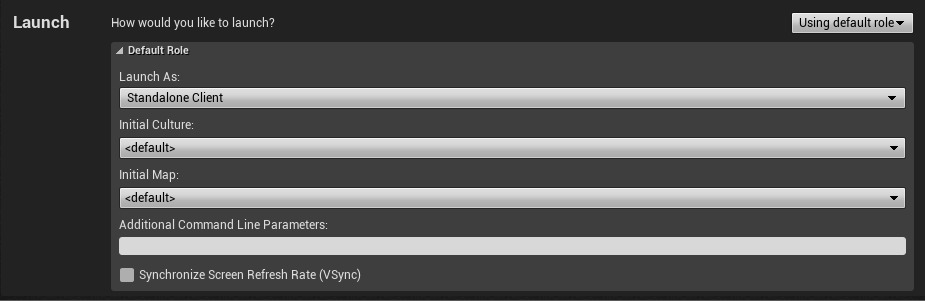 Launch
How would you like to launch?
Using default role
Default Role
Launch As:
Standalone Client
Initial Culture:
<default>
Initial Map:
<default>
Additional Command Line Parameters:
Synchronize Screen Refresh Rate (VSync)